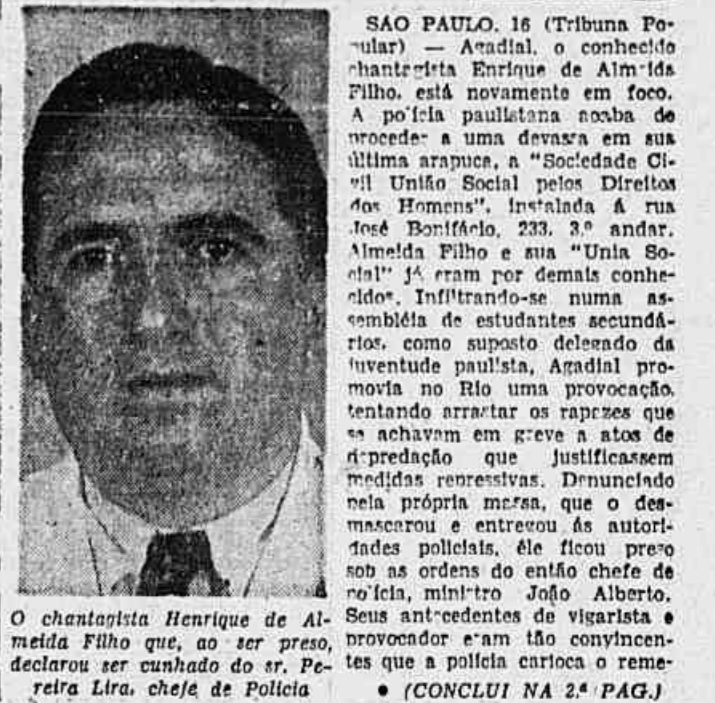 SAO PAULO, 16 (Tribuna Po-
pular) — Agadial, o conhecido
chantagista Enrique de Almeida
Filho, está novamente em foco.
A polícia paulistana acaba de
proceder a uma devassa em sua
última arapuca, a "Sociedade Ci-
vil União Social pelos Direitos
dos Homens", instalada á rua
José Bonifácio, 233, 3.º andar.
Almeida Filho e sua "Unia So-
cial" já eram por demais conhe-
cidos. Infiltrando-se numa as-
sembléia de estudantes secundá-
rios, como suposto delegado da
juventude paulista, Agadial pro-
movia no Rio uma provocação,
tentando arrastar os rapazes que
se achavam em greve a atos de
depredação que justificassem
medidas repressivas. Denunciado
pela própria massa, que o des-
mascarou e entregou ás autori-
dades policiais, êle ficou preso
sob as ordens do então chefe de
polícia, ministro João Alberto.
Seus antecedentes de vigarista e
provocador eram tão convincen-
tes que a polícia carioca o reme-
● (CONCLUI NA 2.ª PAG.)
O chantagista Henrique de Al-
meida Filho que, ao ser preso,
declarou ser cunhado do sr. Pe-
reira Lira, chefe de Policia